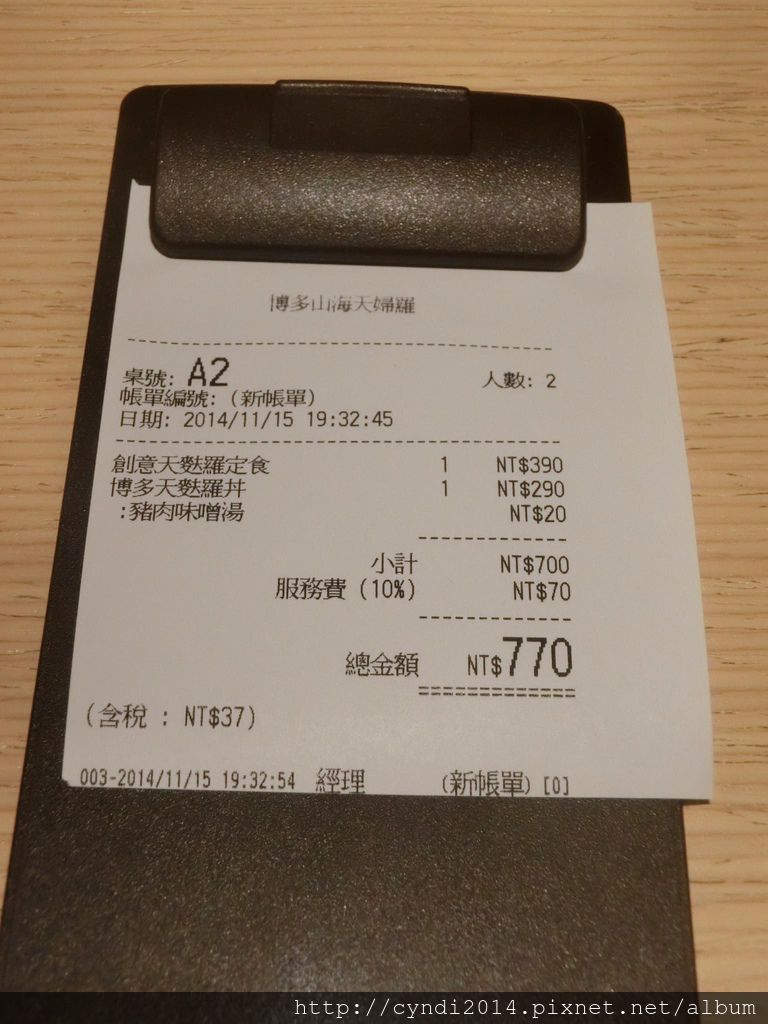 博多山海天婦羅
桌號: A2 人數: 2
帳單編號: (新帳單)
日期: 2014/11/15 19:32:45
創意天麩羅定食 1 NT$390
博多天麩羅丼 1 NT$290
:豬肉味噌湯 NT$20
小計 NT$700
服務費 (10%) NT$70
總金額 NT$770
(含稅 : NT$37)
003-2014/11/15 19:32:54 經理 (新帳單) [0]
http://cyndi2014.pixnet.net/album